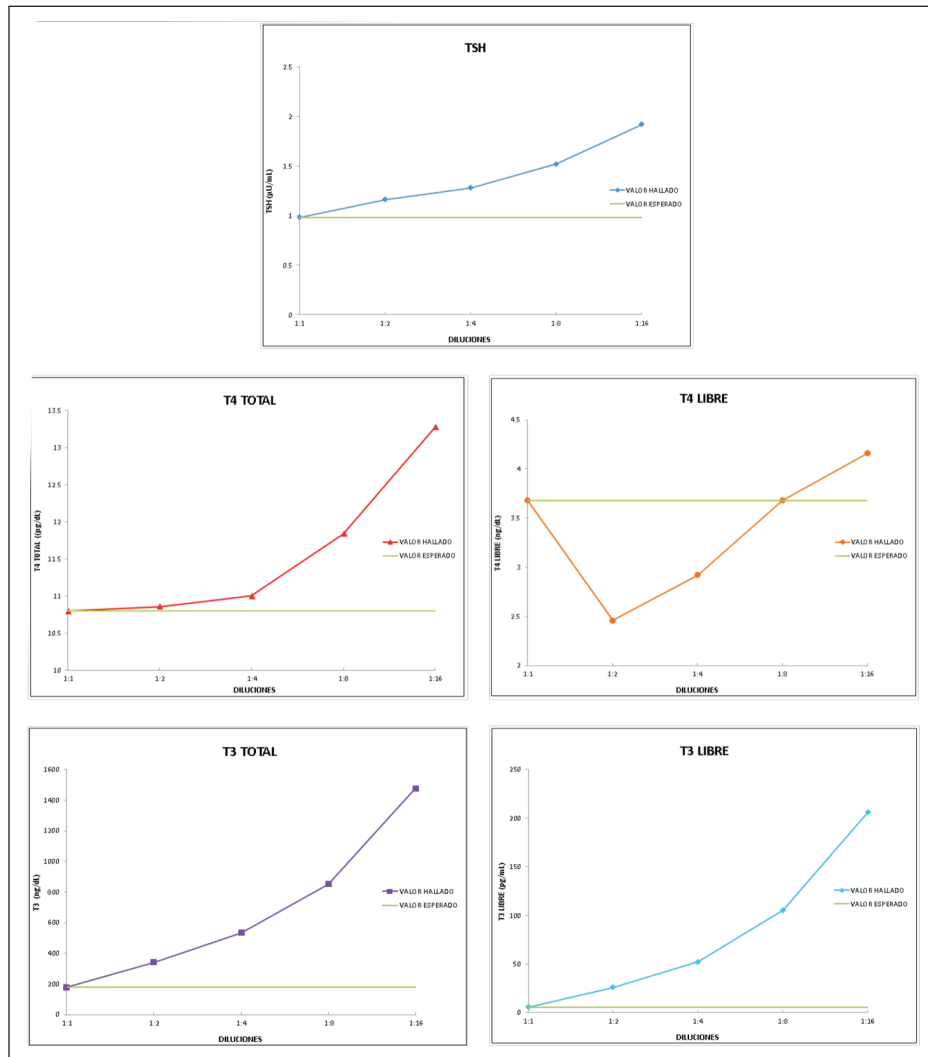 TSH
2.5
2
1.5
1
0.5
0
TSH (µU/mL)
VALOR HALLADO
VALOR ESPERADO
1:1 1:2 1:4 1:8 1:16
DILUCIONES
T4 TOTAL
13.5
13
12.5
12
11.5
11
10.5
10
T4 TOTAL ((µg/dL)
VALOR HALLADO
VALOR ESPERADO
1:1 1:2 1:4 1:8 1:16
DILUCIONES
T4 LIBRE
4.5
4
3.5
3
2.5
2
T4 LIBRE (ng/dL)
VALOR HALLADO
VALOR ESPERADO
1:1 1:2 1:4 1:8 1:16
DILUCIONES
T3 TOTAL
1600
1400
1200
1000
800
600
400
200
0
T3 (ng/dL)
VALOR HALLADO
VALOR ESPERADO
1:1 1:2 1:4 1:8 1:16
DILUCIONES
T3 LIBRE
250
200
150
100
50
0
T3 LIBRE (pg/mL)
VALOR HALLADO
VALOR ESPERADO
1:1 1:2 1:4 1:8 1:16
DILUCIONES